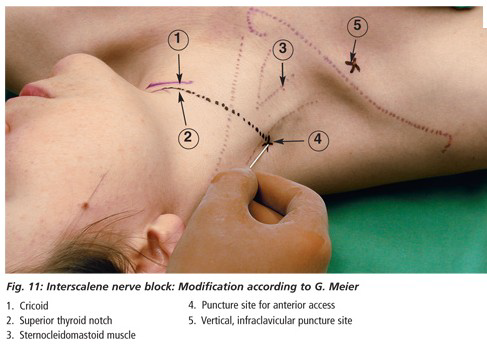 1
2
3
4
5
Fig. 11: Interscalene nerve block: Modification according to G. Meier
1. Cricoid
2. Superior thyroid notch
3. Sternocleidomastoid muscle
4. Puncture site for anterior access
5. Vertical, infraclavicular puncture site